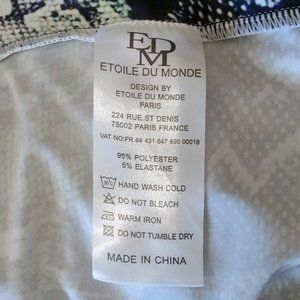 EDM
ETOILE DU MONDE
DESIGN BY
ETOILE DU MONDE
PARIS
224 RUE ST DENIS
75002 PARIS FRANCE
VAT NO:FR 84 431 647 890 00018
95% POLYESTER
5% ELASTANE
30°C HAND WASH COLD
DO NOT BLEACH
WARM IRON
DO NOT TUMBLE DRY
MADE IN CHINA